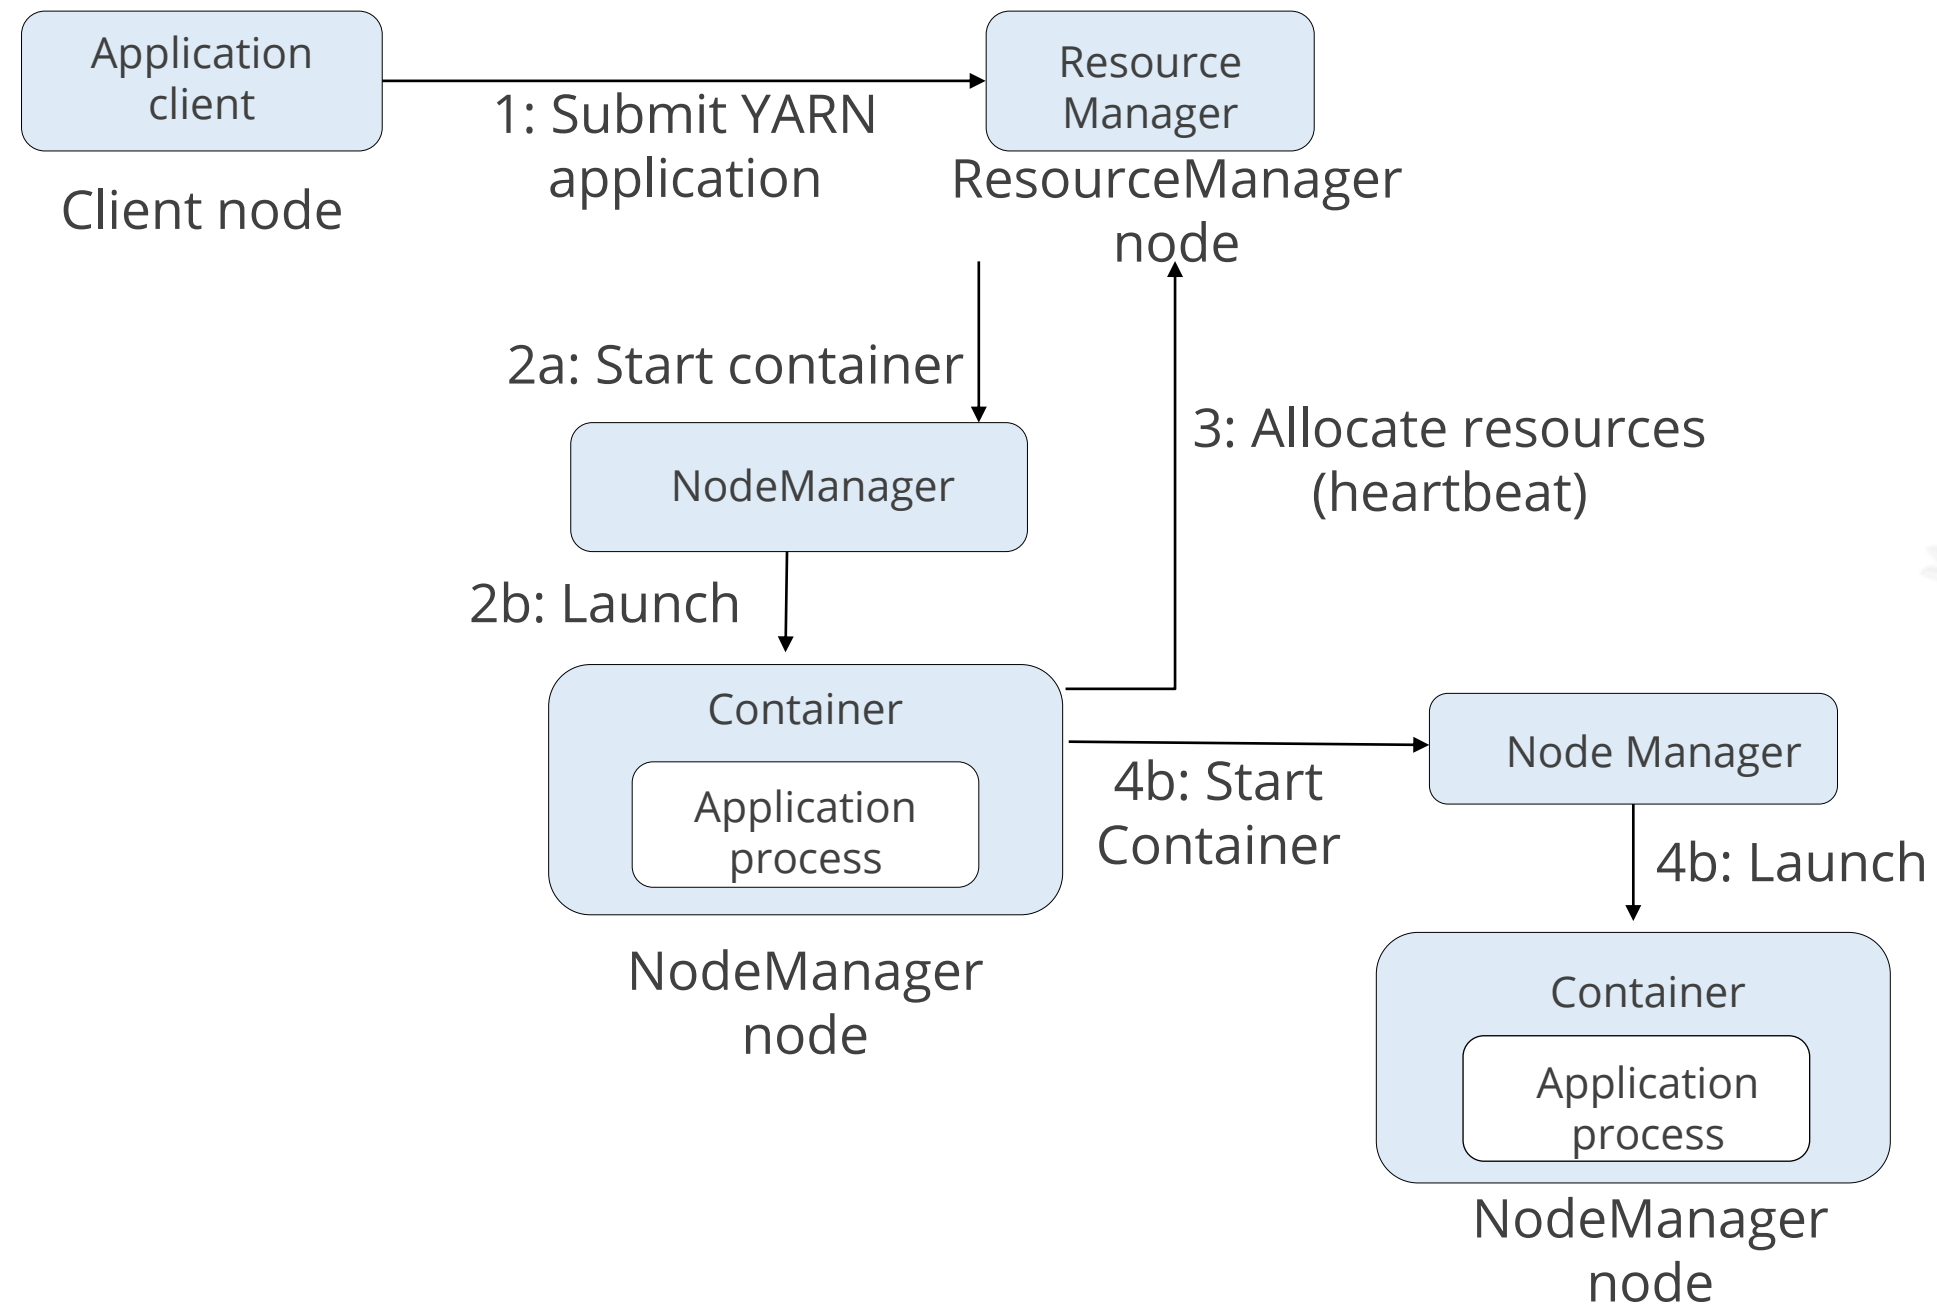 Application
client
Resource
Manager
1: Submit YARN
application
Client node
ResourceManager
node
2a: Start container
3: Allocate resources
(heartbeat)
NodeManager
2b: Launch
Container
Application
process
NodeManager
node
4b: Start
Container
Node Manager
4b: Launch
Container
Application
process
NodeManager
node